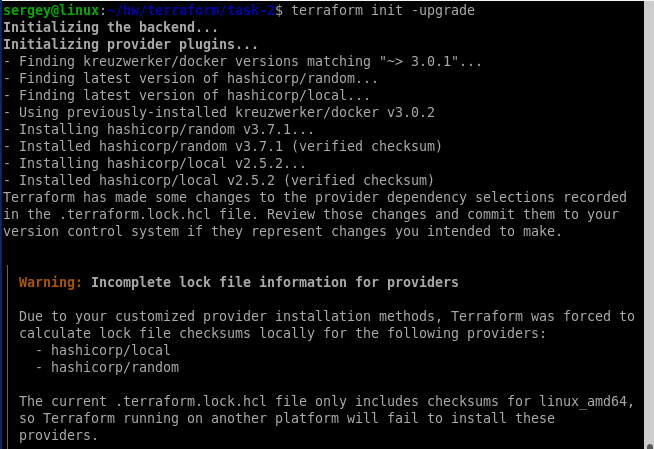 sergey@linux:~/hw/terraform/task-2$ terraform init -upgrade
Initializing the backend...
Initializing provider plugins...
- Finding kreuzwerker/docker versions matching "~> 3.0.1"...
- Finding latest version of hashicorp/random...
- Finding latest version of hashicorp/local...
- Using previously-installed kreuzwerker/docker v3.0.2
- Installing hashicorp/random v3.7.1...
- Installed hashicorp/random v3.7.1 (verified checksum)
- Installing hashicorp/local v2.5.2...
- Installed hashicorp/local v2.5.2 (verified checksum)
Terraform has made some changes to the provider dependency selections recorded
in the .terraform.lock.hcl file. Review those changes and commit them to your
version control system if they represent changes you intended to make.
Warning: Incomplete lock file information for providers
Due to your customized provider installation methods, Terraform was forced to
calculate lock file checksums locally for the following providers:
- hashicorp/local
- hashicorp/random
The current .terraform.lock.hcl file only includes checksums for linux_amd64,
so Terraform running on another platform will fail to install these
providers.